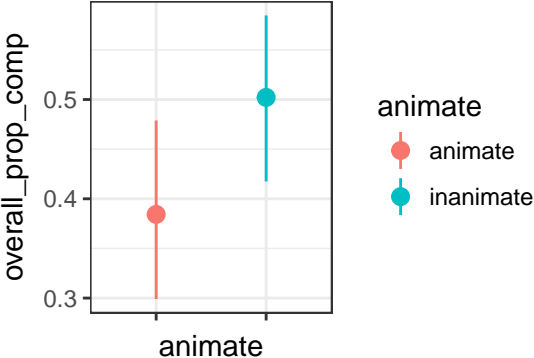 overall_prop_comp
0.5
0.4
0.3
animate
animate
animate
inanimate